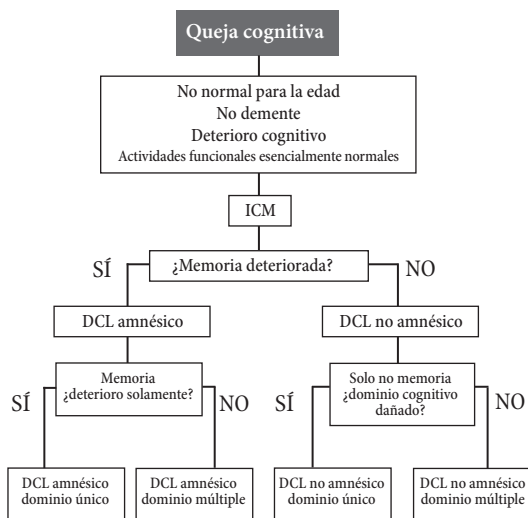 Queja cognitiva
No normal para la edad
No demente
Deterioro cognitivo
Actividades funcionales esencialmente normales
ICM
SÍ
¿Memoria deteriorada?
NO
DCL amnésico
DCL no amnésico
SÍ
Memoria
¿deterioro solamente?
NO
SÍ
Solo no memoria
¿dominio cognitivo
dañado?
NO
DCL amnésico
dominio único
DCL amnésico
dominio múltiple
DCL no amnésico
dominio único
DCL no amnésico
dominio múltiple